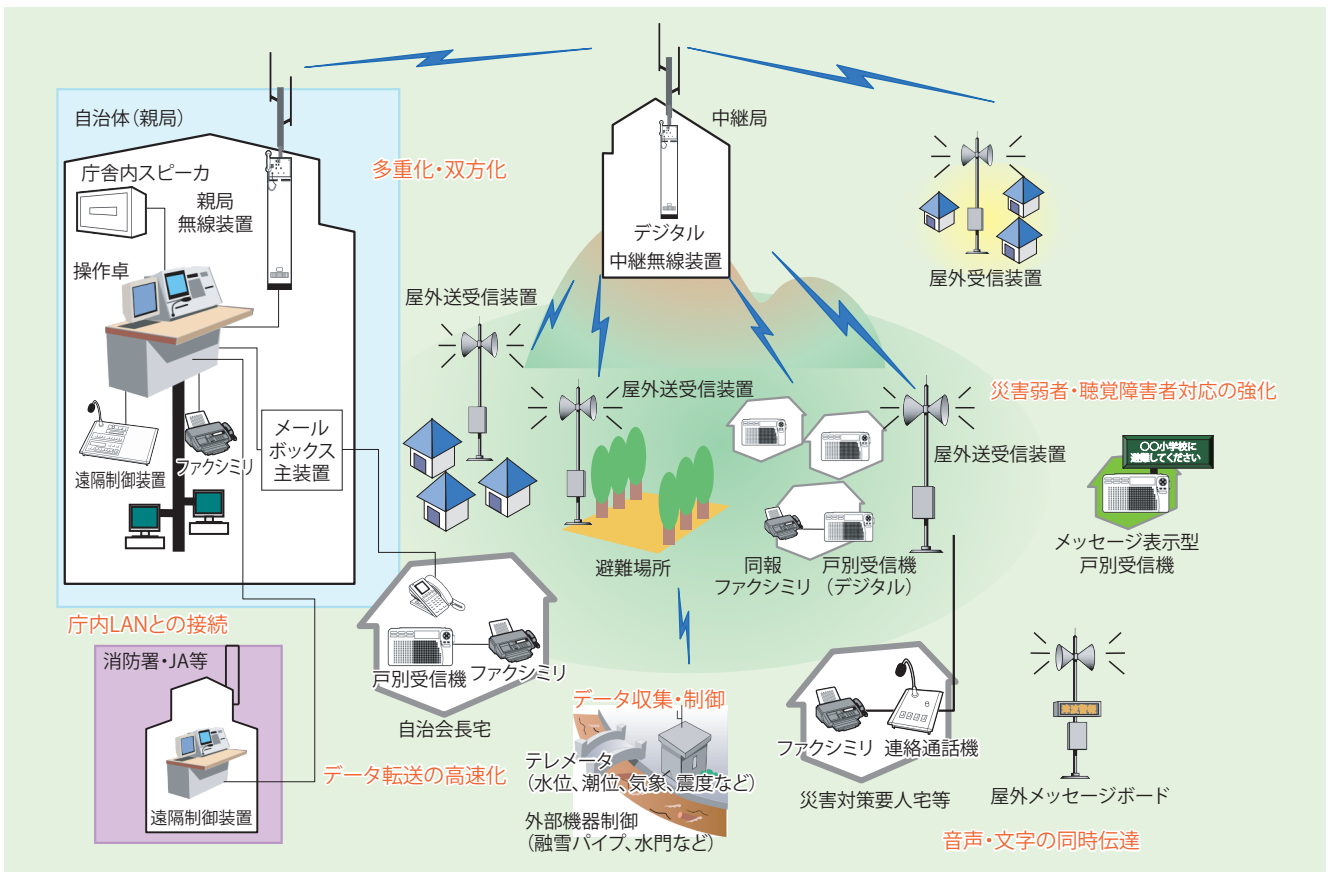 自治体(親局)
庁舎内スピーカ
親局
無線装置
操作卓
遠隔制御装置
ファクシミリ
メール
ボックス
主装置
多重化・双方化
中継局
デジタル
中継無線装置
屋外受信装置
屋外送受信装置
屋外送受信装置
屋外送受信装置
災害弱者・聴覚障害者対応の強化
〇〇小学校に
避難してください
メッセージ表示型
戸別受信機
避難場所
同報
ファクシミリ
戸別受信機
(デジタル)
庁内LANとの接続
消防署・JA等
遠隔制御装置
戸別受信機
ファクシミリ
自治会長宅
データ転送の高速化
データ収集・制御
テレメータ
(水位、潮位、気象、震度など)
外部機器制御
(融雪パイプ、水門など)
ファクシミリ
連絡通話機
災害対策要人宅等
津波警報
屋外メッセージボード
音声・文字の同時伝達